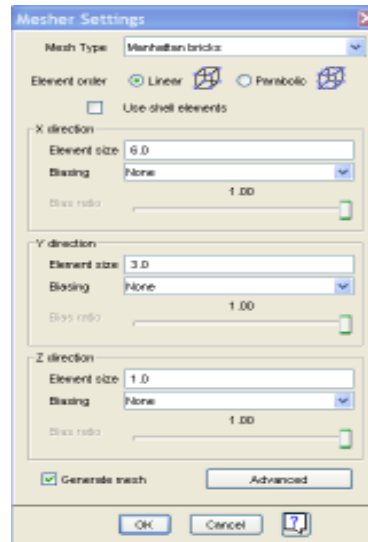 Mesher Settings
Mesh Type Manhattan bricks
Element order Linear Parabolic
Use shell elements
X direction
Element size 6.0
Biasing None
1.00
Bias ratio
Y direction
Element size 3.0
Biasing None
1.00
Bias ratio
Z direction
Element size 1.0
Biasing None
1.00
Bias ratio
Generate mesh Advanced
OK Cancel ?